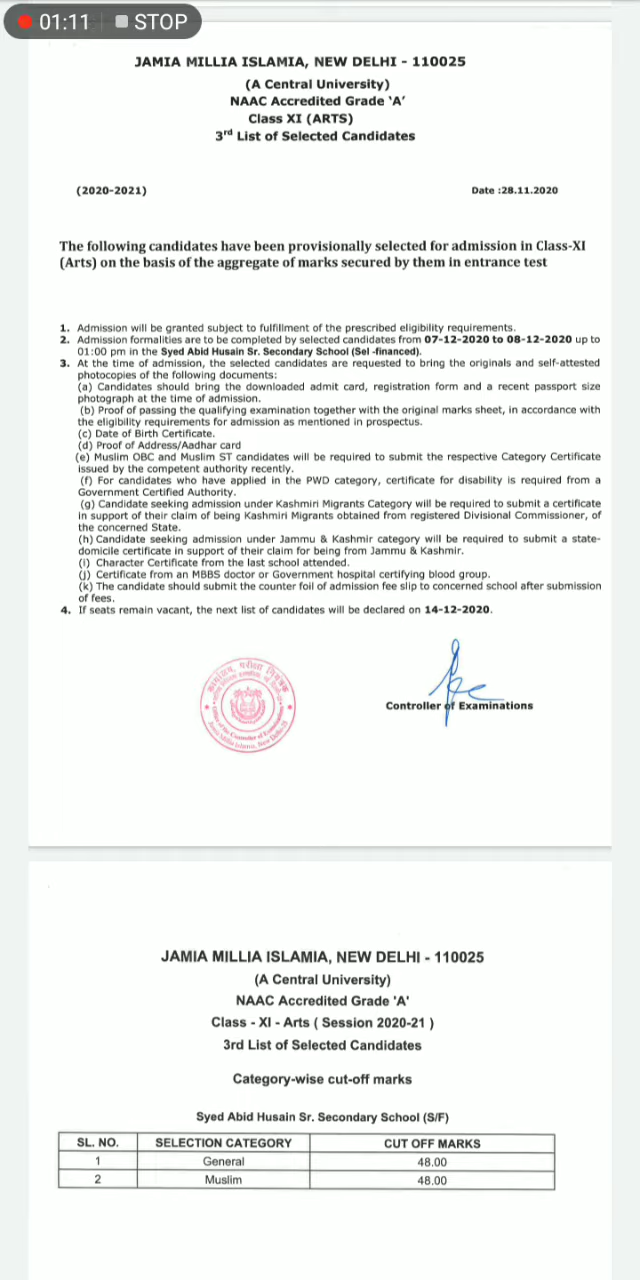 01:11 STOP
JAMIA MILLIA ISLAMIA, NEW DELHI - 110025
(A Central University)
NAAC Accredited Grade 'A'
Class XI (ARTS)
3rd List of Selected Candidates
(2020-2021) Date :28.11.2020
The following candidates have been provisionally selected for admission in Class-XI
(Arts) on the basis of the aggregate of marks secured by them in entrance test
1. Admission will be granted subject to fulfillment of the prescribed eligibility requirements.
2. Admission formalities are to be completed by selected candidates from 07-12-2020 to 08-12-2020 up to
01:00 pm in the Syed Abid Husain Sr. Secondary School (Sel -financed).
3. At the time of admission, the selected candidates are requested to bring the originals and self-attested
photocopies of the following documents:
(a) Candidates should bring the downloaded admit card, registration form and a recent passport size
photograph at the time of admission.
(b) Proof of passing the qualifying examination together with the original marks sheet, in accordance with
the eligibility requirements for admission as mentioned in prospectus.
(c) Date of Birth Certificate.
(d) Proof of Address/Aadhar card
(e) Muslim OBC and Muslim ST candidates will be required to submit the respective Category Certificate
issued by the competent authority recently.
(f) For candidates who have applied in the PWD category, certificate for disability is required from a
Government Certified Authority.
(g) Candidate seeking admission under Kashmiri Migrants Category will be required to submit a certificate
in support of their claim of being Kashmiri Migrants obtained from registered Divisional Commissioner, of
the concerned State.
(h) Candidate seeking admission under Jammu & Kashmir category will be required to submit a state-
domicile certificate in support of their claim for being from Jammu & Kashmir.
(i) Character Certificate from the last school attended.
(j) Certificate from an MBBS doctor or Government hospital certifying blood group.
(k) The candidate should submit the counter foil of admission fee slip to concerned school after submission
of fees.
4. If seats remain vacant, the next list of candidates will be declared on 14-12-2020.
कार्यालय, परीक्षा नियंत्रक
Office of the Controller of Examinations
Jamia Millia Islamia, New Delhi-25
Controller of Examinations
JAMIA MILLIA ISLAMIA, NEW DELHI - 110025
(A Central University)
NAAC Accredited Grade 'A'
Class - XI - Arts ( Session 2020-21 )
3rd List of Selected Candidates
Category-wise cut-off marks
Syed Abid Husain Sr. Secondary School (S/F)
SL. NO. SELECTION CATEGORY CUT OFF MARKS
1 General 48.00
2 Muslim 48.00